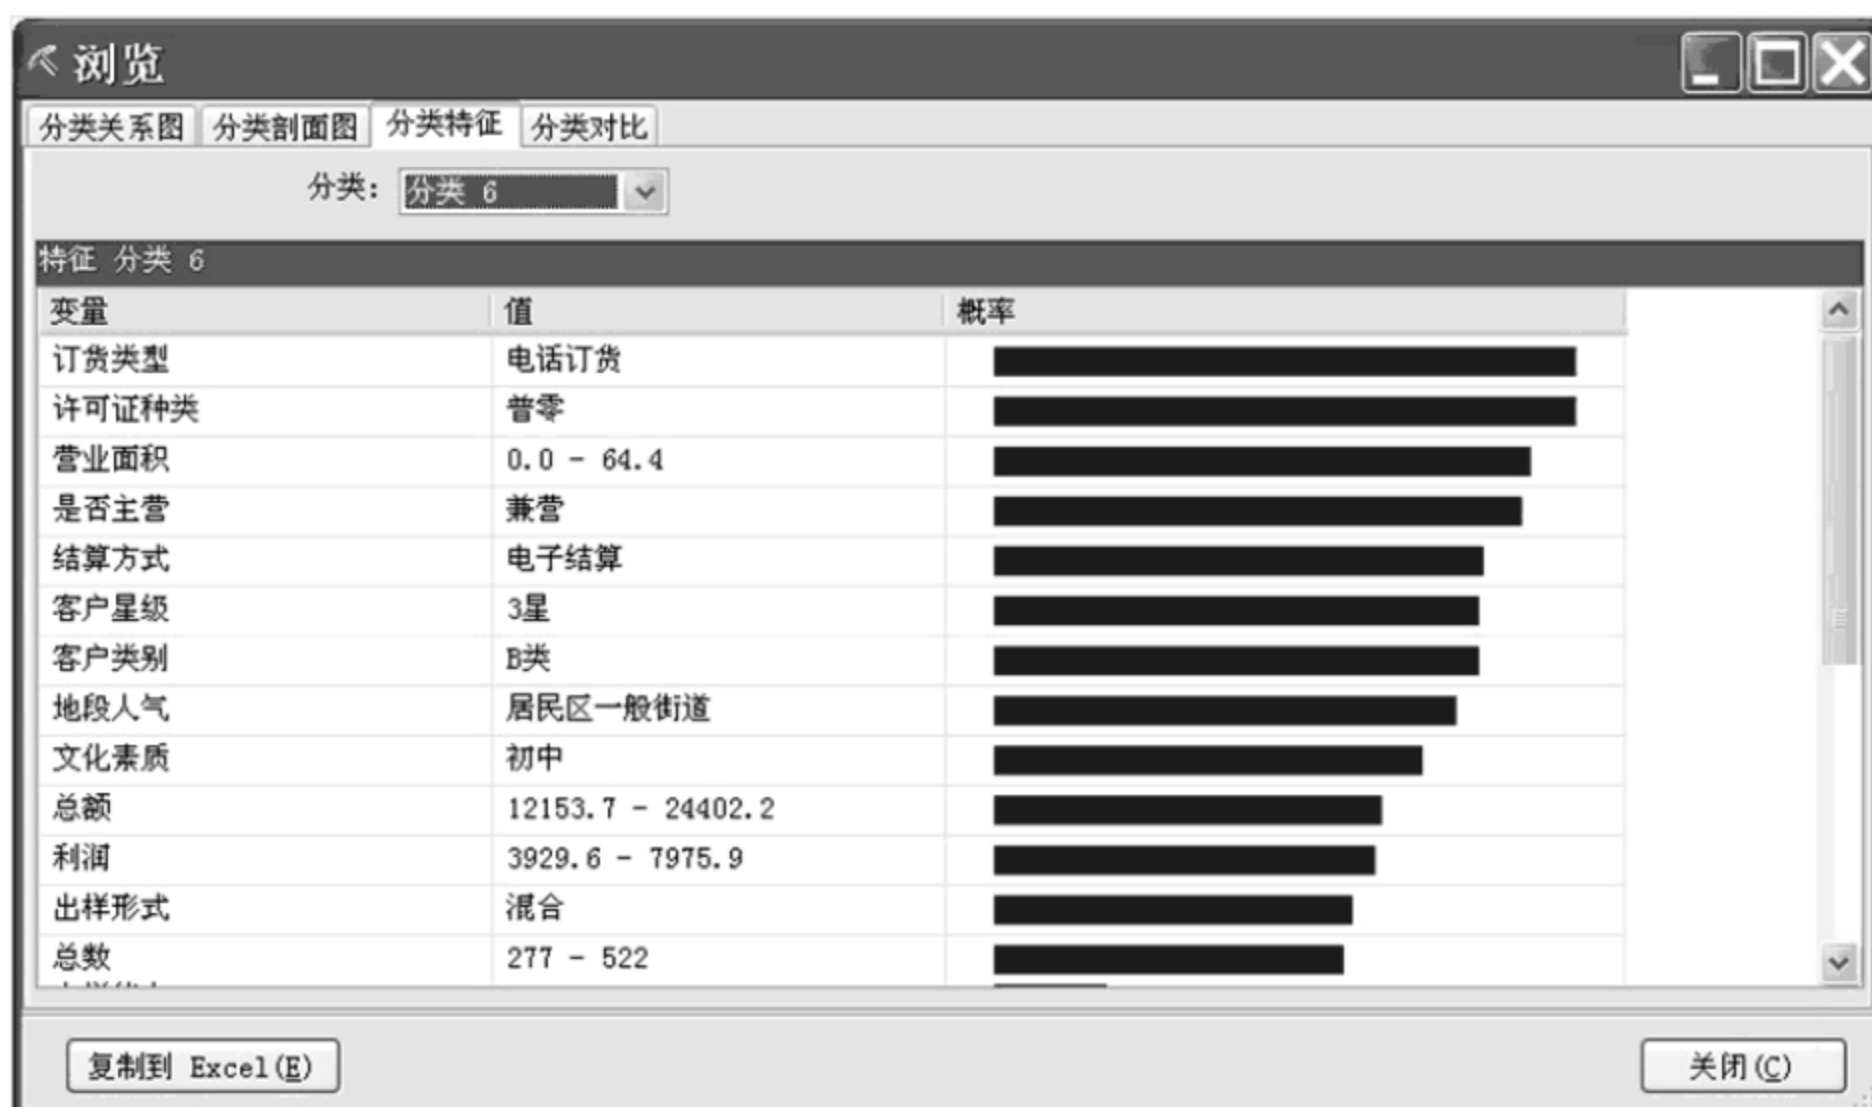 浏览
分类关系图 分类剖面图 分类特征 分类对比
分类: 分类 6
特征 分类 6
变量 值 概率
订货类型 电话订货
许可证种类 普零
营业面积 0.0 - 64.4
是否主营 兼营
结算方式 电子结算
客户星级 3星
客户类别 B类
地段人气 居民区一般街道
文化素质 初中
总额 12153.7 - 24402.2
利润 3929.6 - 7975.9
出样形式 混合
总数 277 - 522
复制到 Excel(E) 关闭(C)